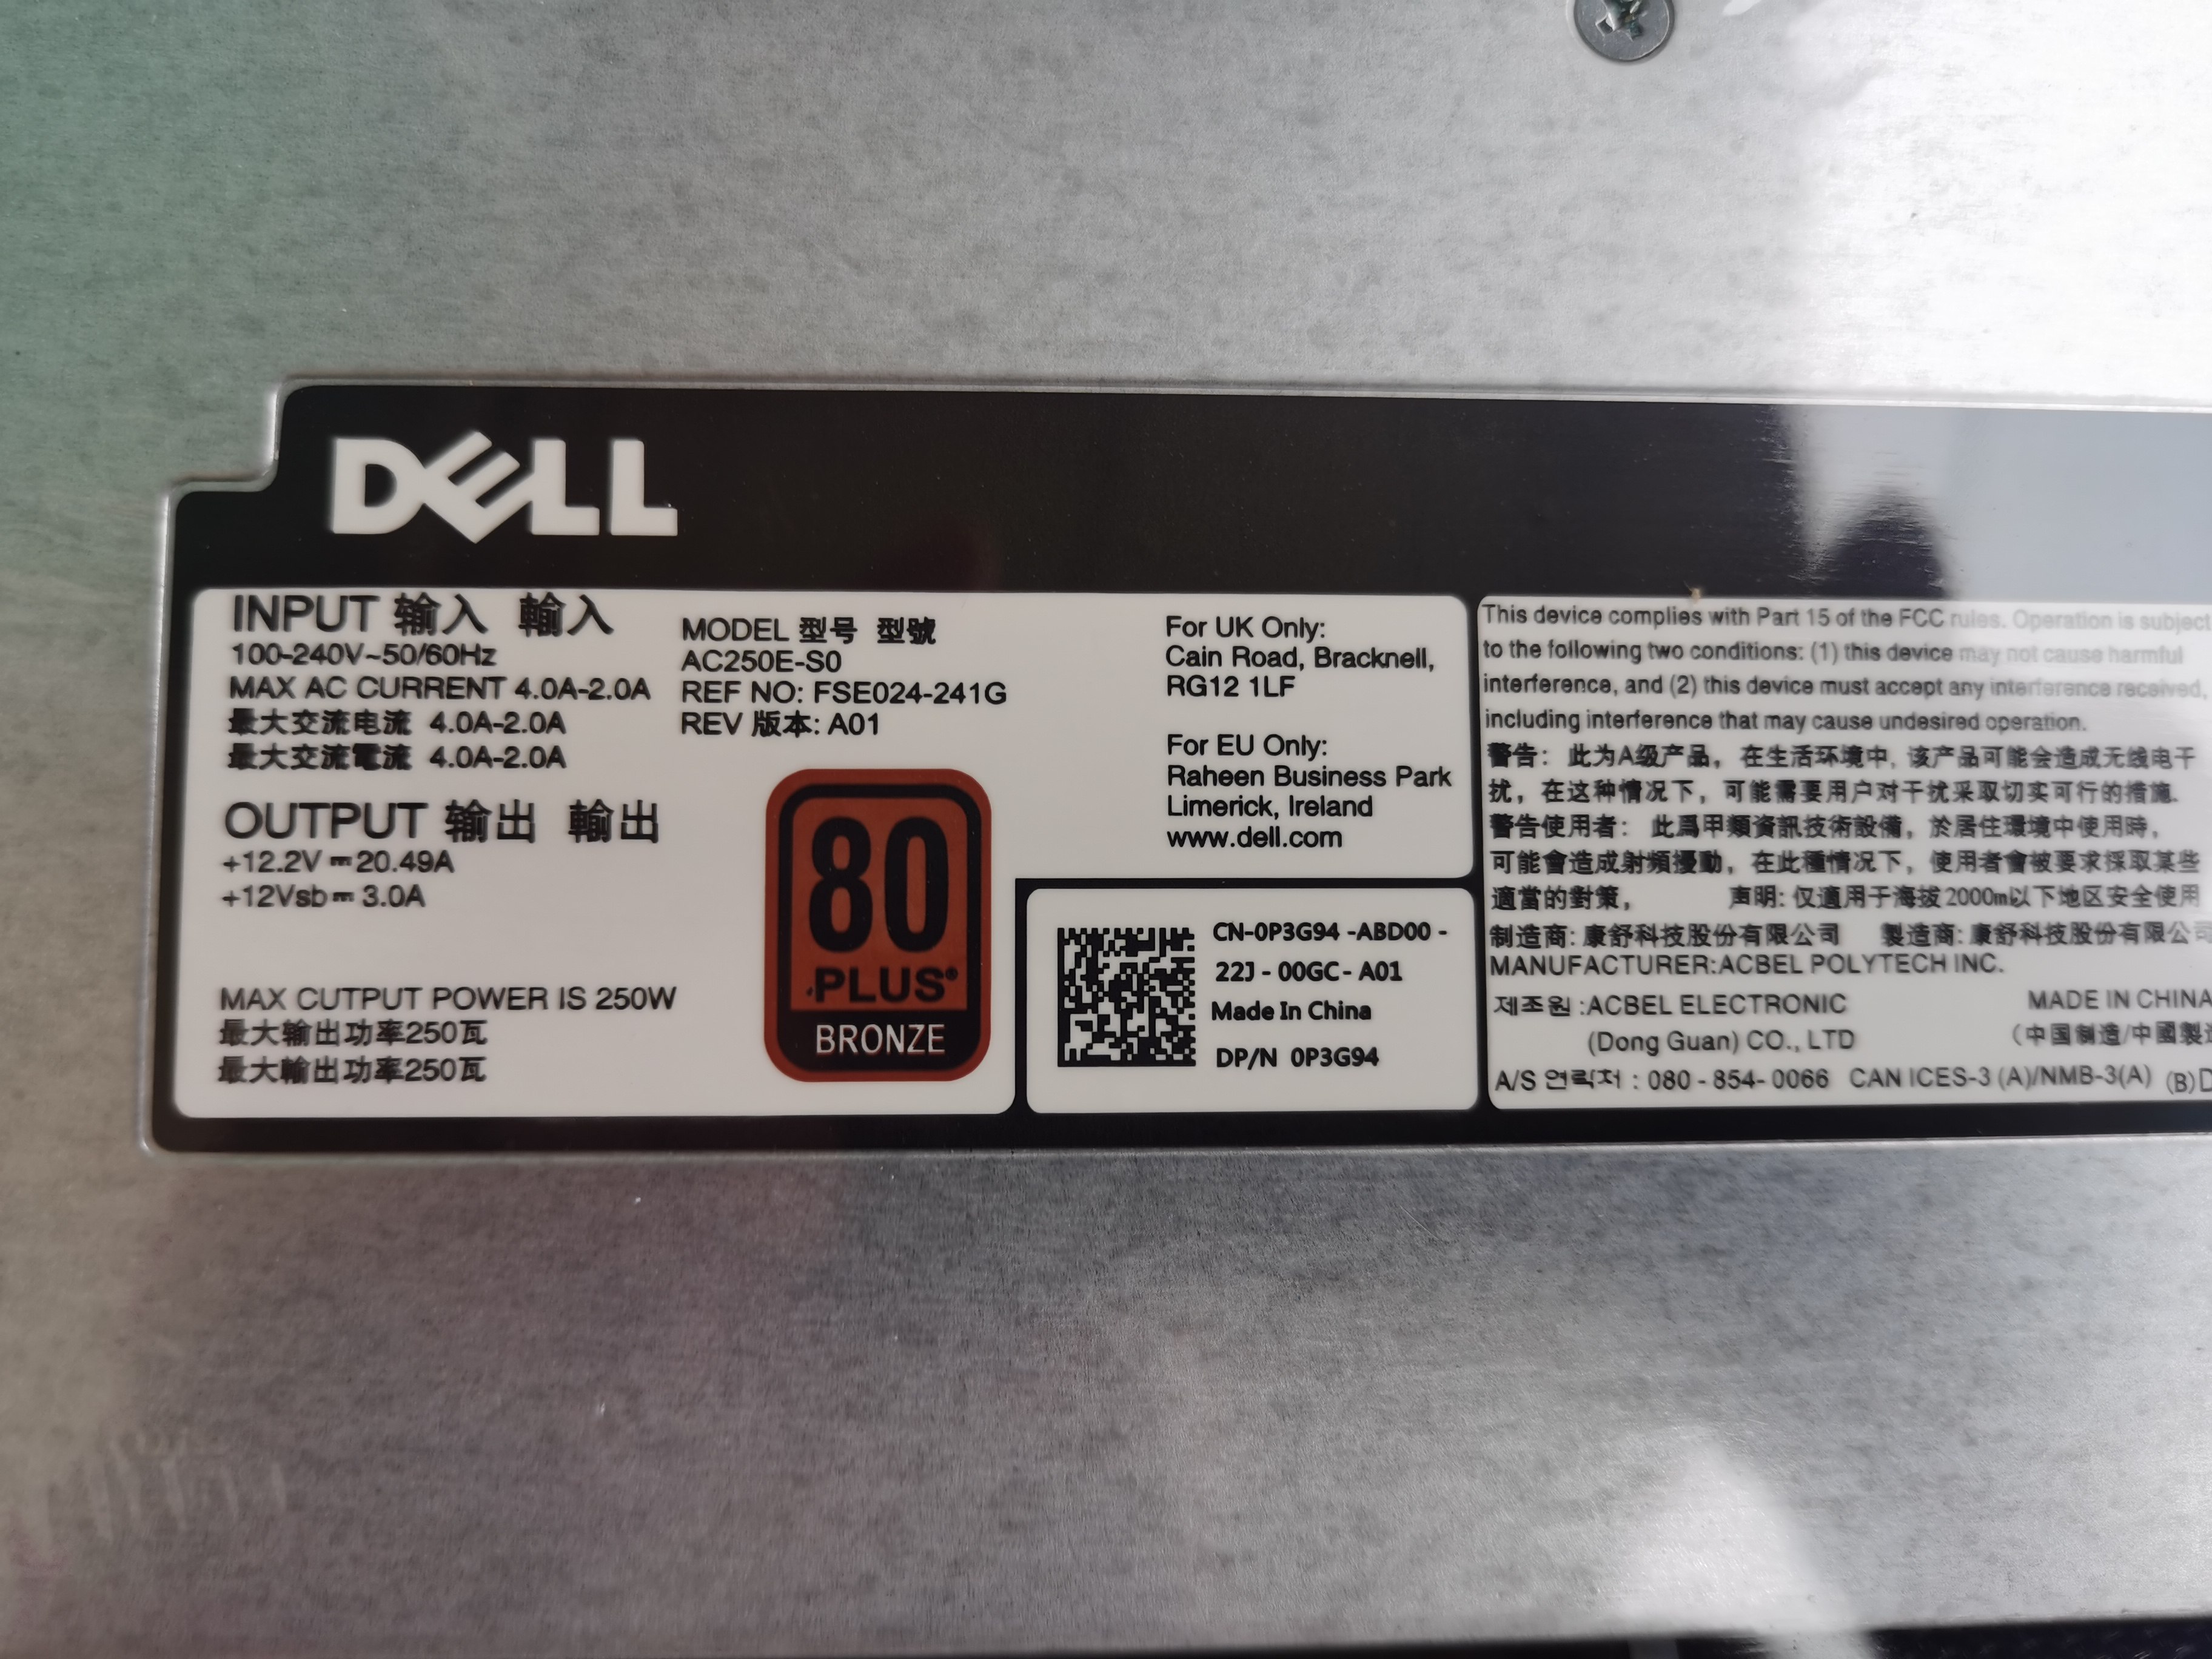 DELL
INPUT 输入 輸入
100-240V~50/60Hz
MAX AC CURRENT 4.0A-2.0A
最大交流电流 4.0A-2.0A
最大交流電流 4.0A-2.0A
OUTPUT 输出 輸出
+12.2V ⎓ 20.49A
+12Vsb ⎓ 3.0A
MAX CUTPUT POWER IS 250W
最大输出功率250瓦
最大輸出功率250瓦
MODEL 型号 型號
AC250E-S0
REF NO: FSE024-241G
REV 版本: A01
80
PLUS®
BRONZE
For UK Only:
Cain Road, Bracknell,
RG12 1LF
For EU Only:
Raheen Business Park
Limerick, Ireland
www.dell.com
CN-0P3G94 -ABD00 -
22J - 00GC - A01
Made In China
DP/N 0P3G94
This device complies with Part 15 of the FCC rules. Operation is subject
to the following two conditions: (1) this device may not cause harmful
interference, and (2) this device must accept any interference received,
including interference that may cause undesired operation.
警告: 此为A级产品, 在生活环境中, 该产品可能会造成无线电干
扰, 在这种情况下, 可能需要用户对干扰采取切实可行的措施.
警告使用者: 此爲甲類資訊技術設備, 於居住環境中使用時,
可能會造成射頻擾動, 在此種情况下, 使用者會被要求採取某些
適當的對策, 声明: 仅適用于海拔2000m以下地区安全使用
制造商: 康舒科技股份有限公司 製造商: 康舒科技股份有限公司
MANUFACTURER:ACBEL POLYTECH INC.
제조원 :ACBEL ELECTRONIC MADE IN CHINA
(Dong Guan) CO., LTD (中国制造/中國製造
A/S 연락처 : 080 - 854- 0066 CAN ICES-3 (A)/NMB-3(A) (B)D